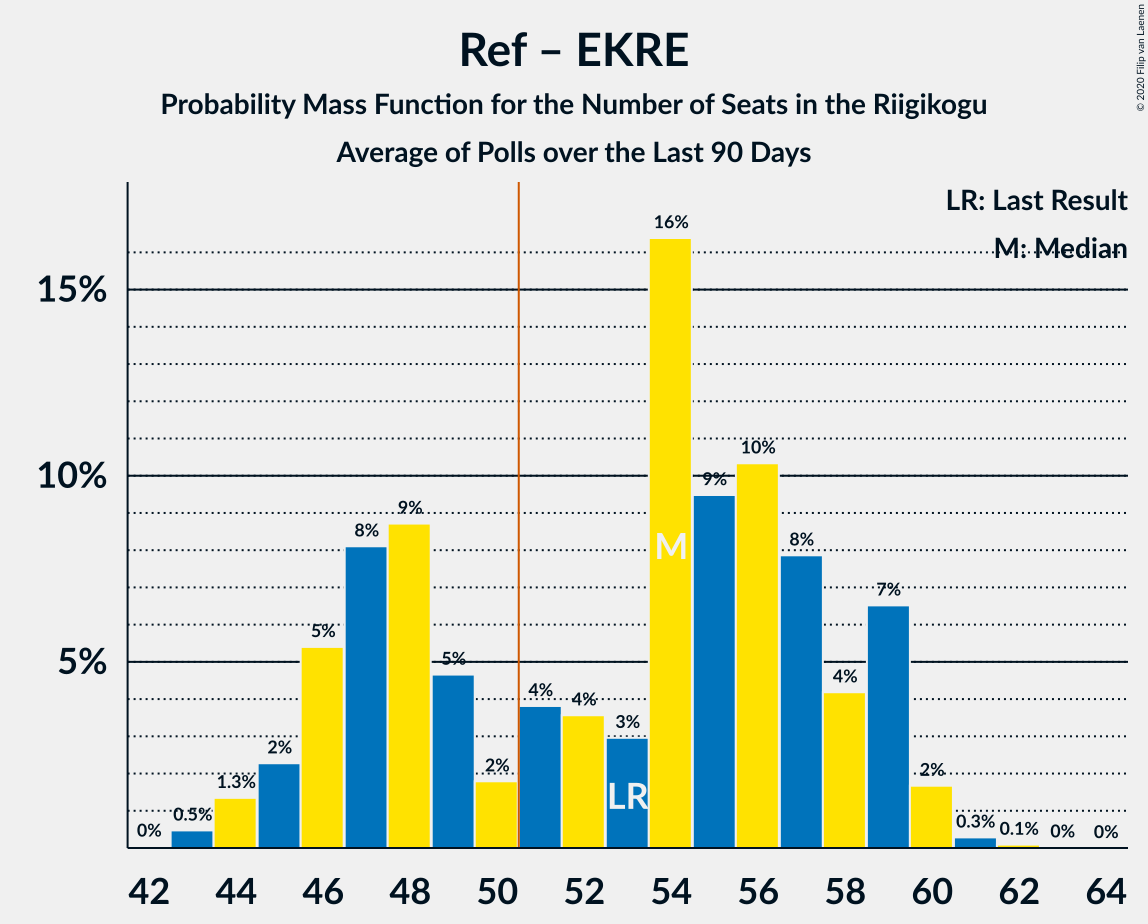 Ref – EKRE
Probability Mass Function for the Number of Seats in the Riigikogu
Average of Polls over the Last 90 Days
© 2020 Filip van Laenen
LR: Last Result
M: Median
15%
10%
5%
0%
0.5%
1.3%
2%
5%
8%
9%
5%
2%
4%
4%
3%
16%
9%
10%
8%
4%
7%
2%
0.3%
0.1%
0%
0%
M
LR
42 44 46 48 50 52 54 56 58 60 62 64